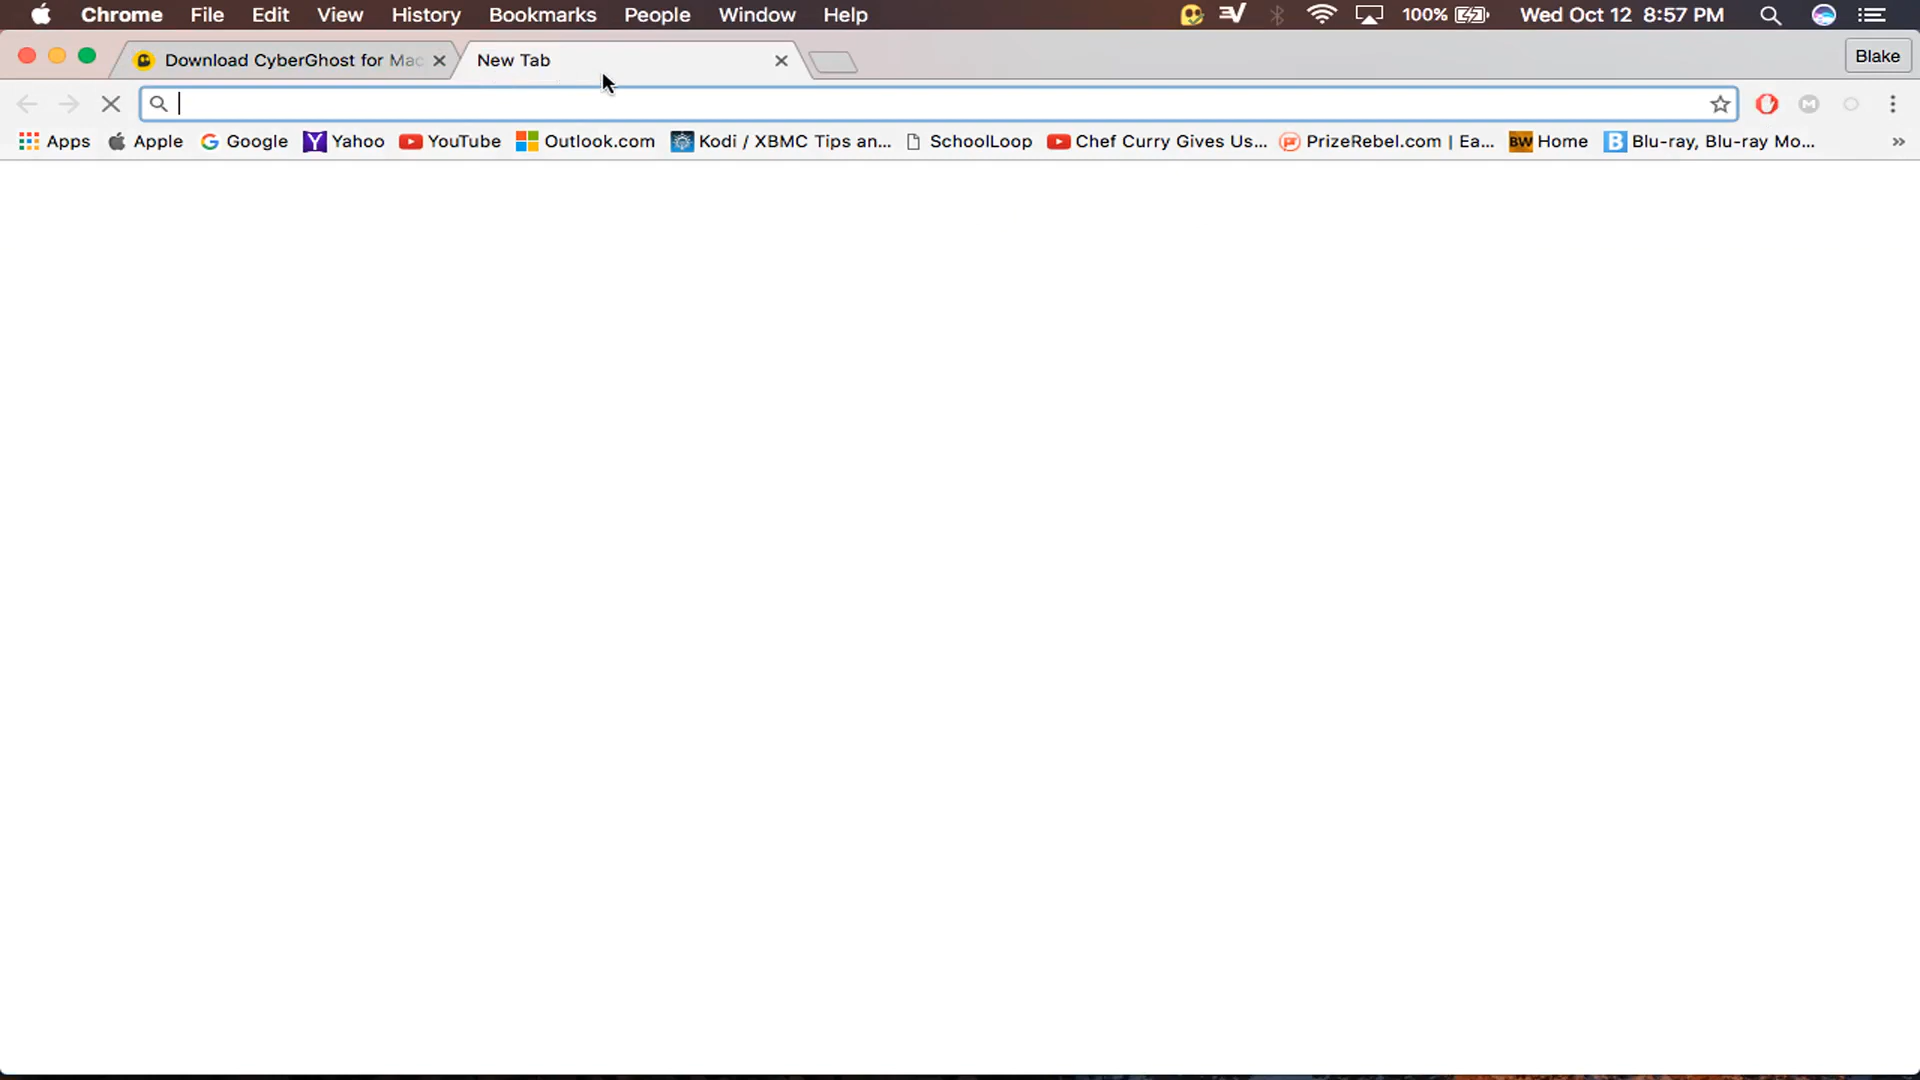 Chrome File Edit View History Bookmarks People Window Help 100% Wed Oct 12 8:57 PM
Download CyberGhost for Mac New Tab Blake
Apps Apple Google Yahoo YouTube Outlook.com Kodi / XBMC Tips an... SchoolLoop Chef Curry Gives Us... PrizeRebel.com | Ea... BW Home B Blu-ray, Blu-ray Mo... »